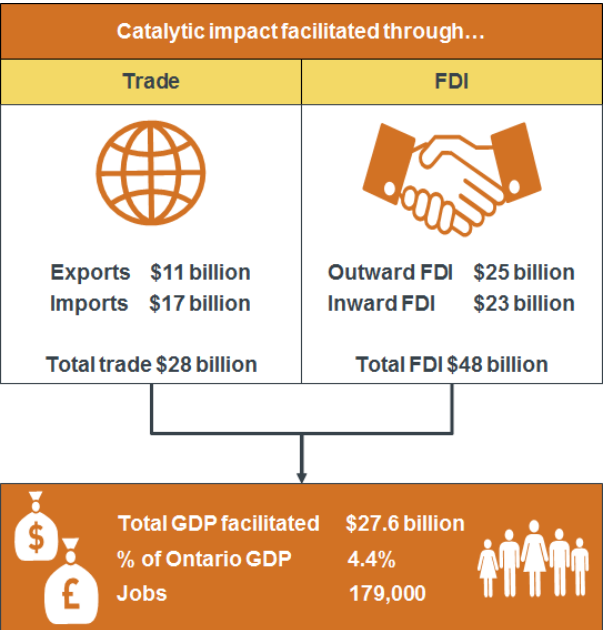 Catalytic impact facilitated through...
Trade
FDI
Exports $11 billion
Imports $17 billion
Total trade $28 billion
Outward FDI $25 billion
Inward FDI $23 billion
Total FDI $48 billion
$
£
Total GDP facilitated $27.6 billion
% of Ontario GDP 4.4%
Jobs 179,000